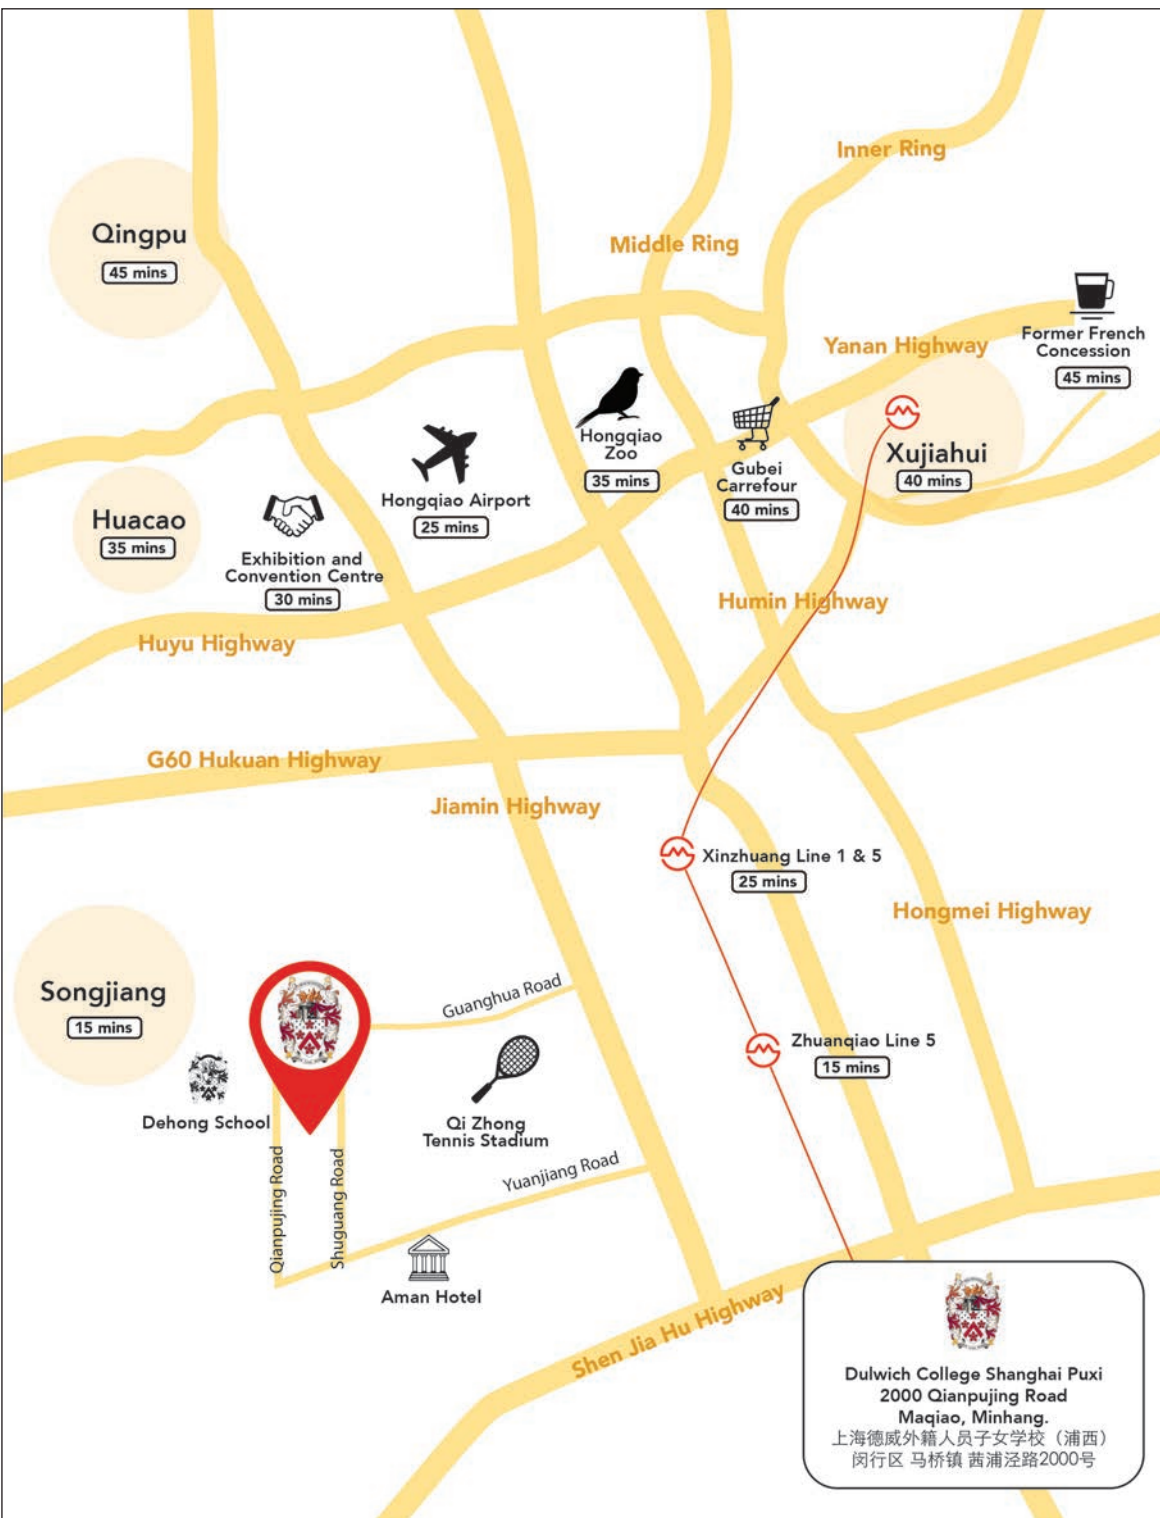 Inner Ring
Qingpu
45 mins
Middle Ring
Former French
Concession
45 mins
Yanan Highway
Hongqiao
Zoo
35 mins
Xujiahui
40 mins
Gubei
Carrefour
40 mins
Hongqiao Airport
25 mins
Huacao
35 mins
Exhibition and
Convention Centre
30 mins
Humin Highway
Huyu Highway
G60 Hukuan Highway
Jiamin Highway
Xinzhuang Line 1 & 5
25 mins
Hongmei Highway
Songjiang
15 mins
Guanghua Road
Zhuanqiao Line 5
15 mins
Dehong School
Qi Zhong
Tennis Stadium
Qianpujing Road
Shuguang Road
Yuanjiang Road
Aman Hotel
Shen Jia Hu Highway
Dulwich College Shanghai Puxi
2000 Qianpujing Road
Maqiao, Minhang.
上海德威外籍人员子女学校（浦西）
闵行区 马桥镇 茜浦泾路2000号